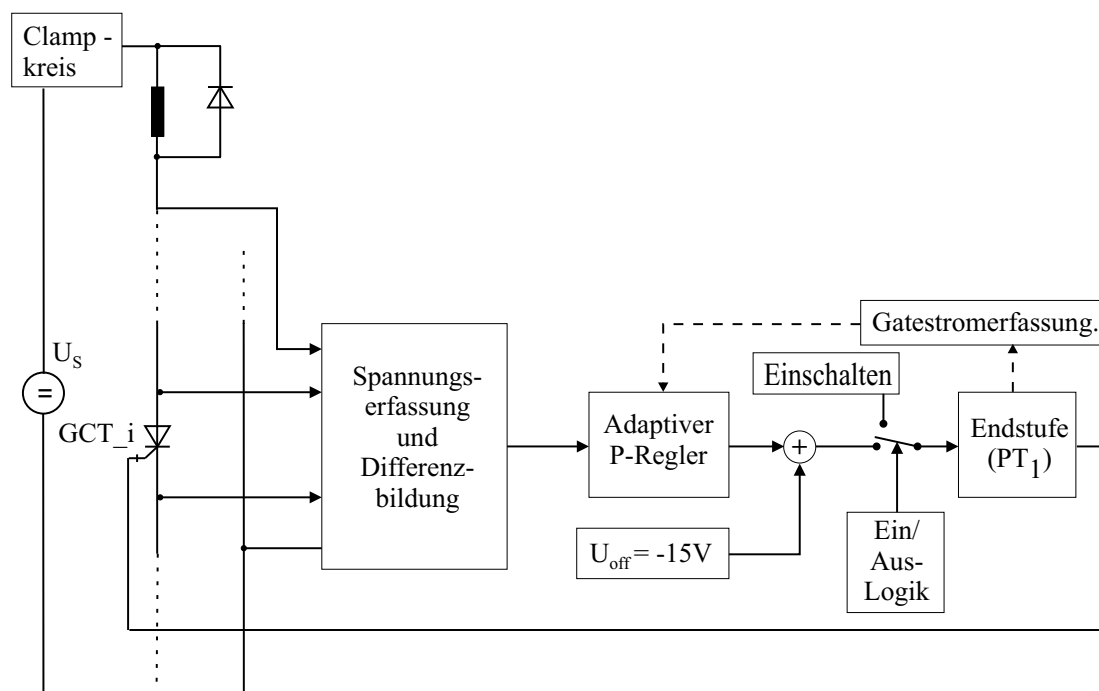 Clamp -
kreis
U_S
=
GCT_i
Spannungs-
erfassung
und
Differenz-
bildung
Adaptiver
P-Regler
Gatestromerfassung.
Einschalten
+
Endstufe
(PT_1)
U_off = -15V
Ein/
Aus-
Logik